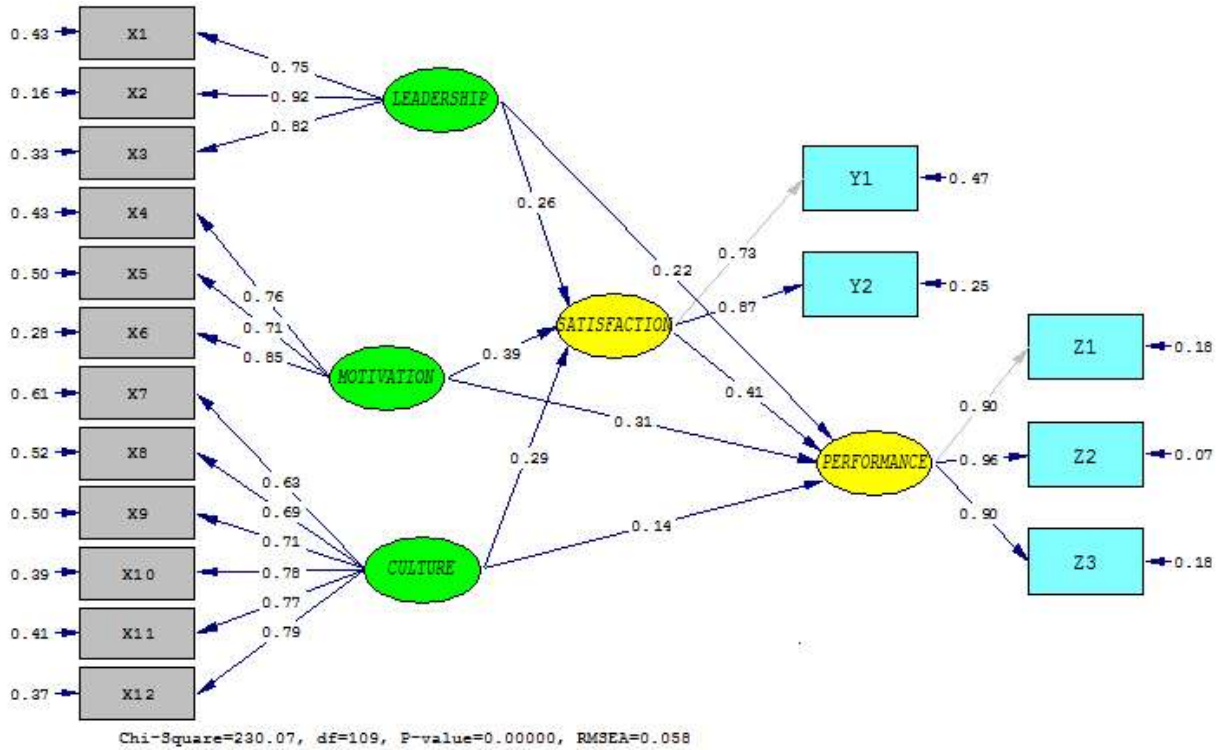 0.43 X1
0.75
0.16 X2
0.92
LEADERSHIP
0.33 X3
0.82
0.43 X4
0.26
Y1 0.47
0.50 X5
0.76
0.22
0.73
0.28 X6
0.71
0.85
SATISFACTION
0.87
Y2 0.25
0.61 X7
MOTIVATION
0.39
0.41
Z1 0.18
0.31
0.90
0.52 X8
0.63
0.29
PERFORMANCE
0.96
Z2 0.07
0.50 X9
0.69
0.71
0.14
0.90
0.39 X10
0.78
CULTURE
Z3 0.18
0.41 X11
0.77
0.79
0.37 X12
Chi-Square=230.07, df=109, P-value=0.00000, RMSEA=0.058